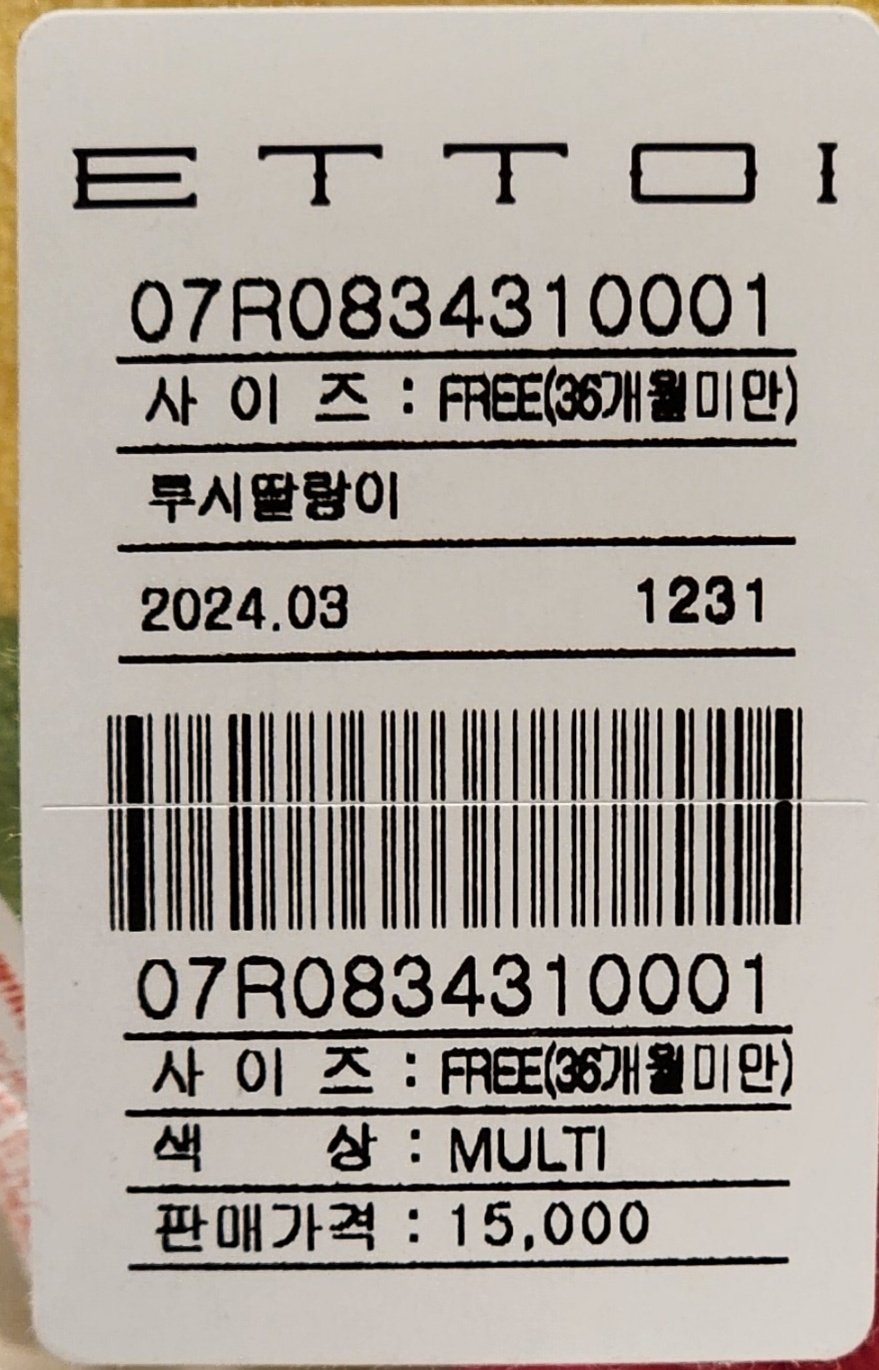 ETTOI
07R0834310001
사 이 즈 : FREE(36개월미만)
루시딸랑이
2024.03 1231
07R0834310001
사 이 즈 : FREE(36개월미만)
색 상 : MULTI
판매가격 : 15,000